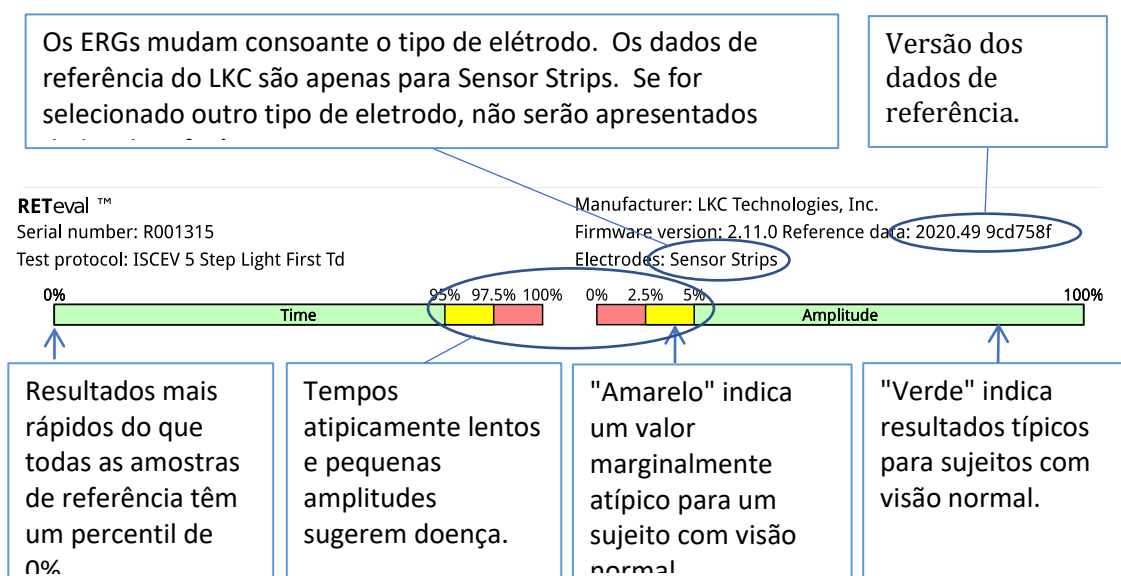 Os ERGs mudam consoante o tipo de elétrodo. Os dados de
referência do LKC são apenas para Sensor Strips. Se for
selecionado outro tipo de eletrodo, não serão apresentados
Versão dos
dados de
referência.
RETeval ™
Serial number: R001315
Test protocol: ISCEV 5 Step Light First Td
Manufacturer: LKC Technologies, Inc.
Firmware version: 2.11.0 Reference data: 2020.49 9cd758f
Electrodes: Sensor Strips
0% 95% 97.5% 100%
Time
0% 2.5% 5% 100%
Amplitude
Resultados mais
rápidos do que
todas as amostras
de referência têm
um percentil de
0%
Tempos
atipicamente lentos
e pequenas
amplitudes
sugerem doença.
"Amarelo" indica
um valor
marginalmente
atípico para um
sujeito com visão
normal
"Verde" indica
resultados típicos
para sujeitos com
visão normal.